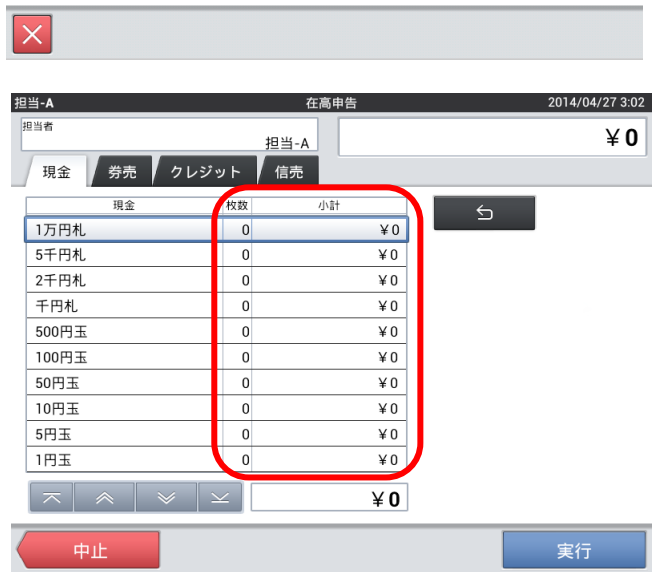 担当-A 在高申告 2014/04/27 3:02
担当者
担当-A
¥0
現金 券売 クレジット 信売
現金 枚数 小計
1万円札 0 ¥0
5千円札 0 ¥0
2千円札 0 ¥0
千円札 0 ¥0
500円玉 0 ¥0
100円玉 0 ¥0
50円玉 0 ¥0
10円玉 0 ¥0
5円玉 0 ¥0
1円玉 0 ¥0
¥0
中止 実行